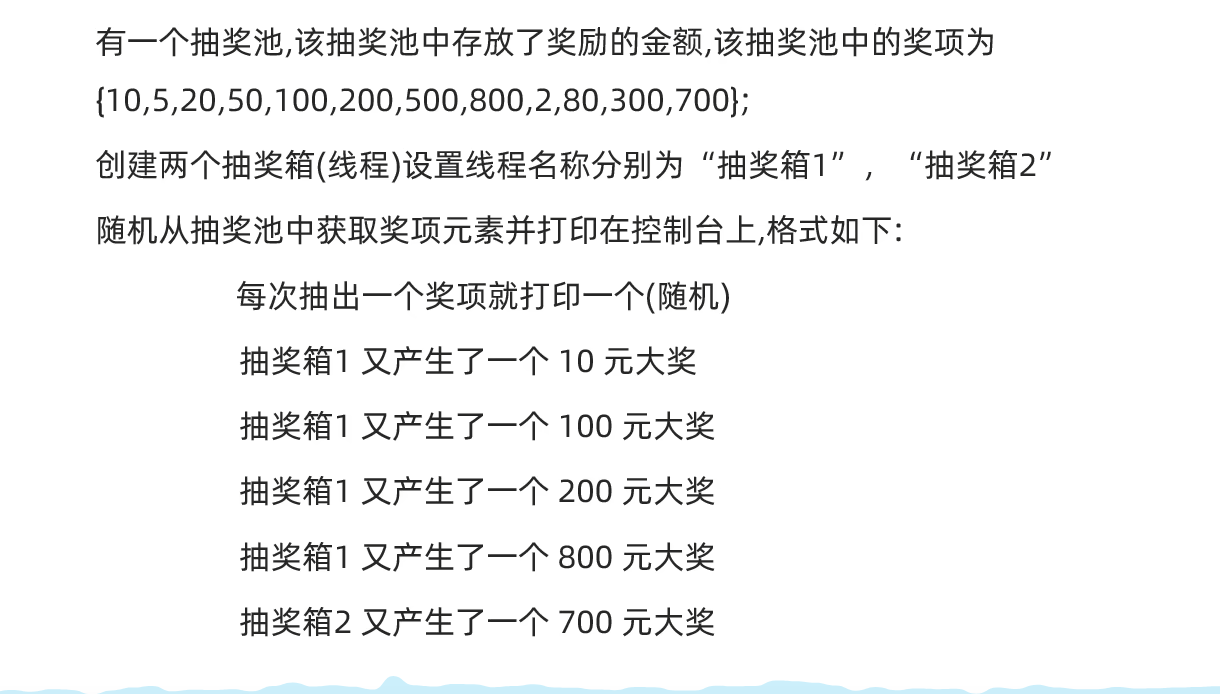 有一个抽奖池,该抽奖池中存放了奖励的金额,该抽奖池中的奖项为
{10,5,20,50,100,200,500,800,2,80,300,700};
创建两个抽奖箱(线程)设置线程名称分别为“抽奖箱1”, “抽奖箱2”
随机从抽奖池中获取奖项元素并打印在控制台上,格式如下:
每次抽出一个奖项就打印一个(随机)
抽奖箱1 又产生了一个 10 元大奖
抽奖箱1 又产生了一个 100 元大奖
抽奖箱1 又产生了一个 200 元大奖
抽奖箱1 又产生了一个 800 元大奖
抽奖箱2 又产生了一个 700 元大奖